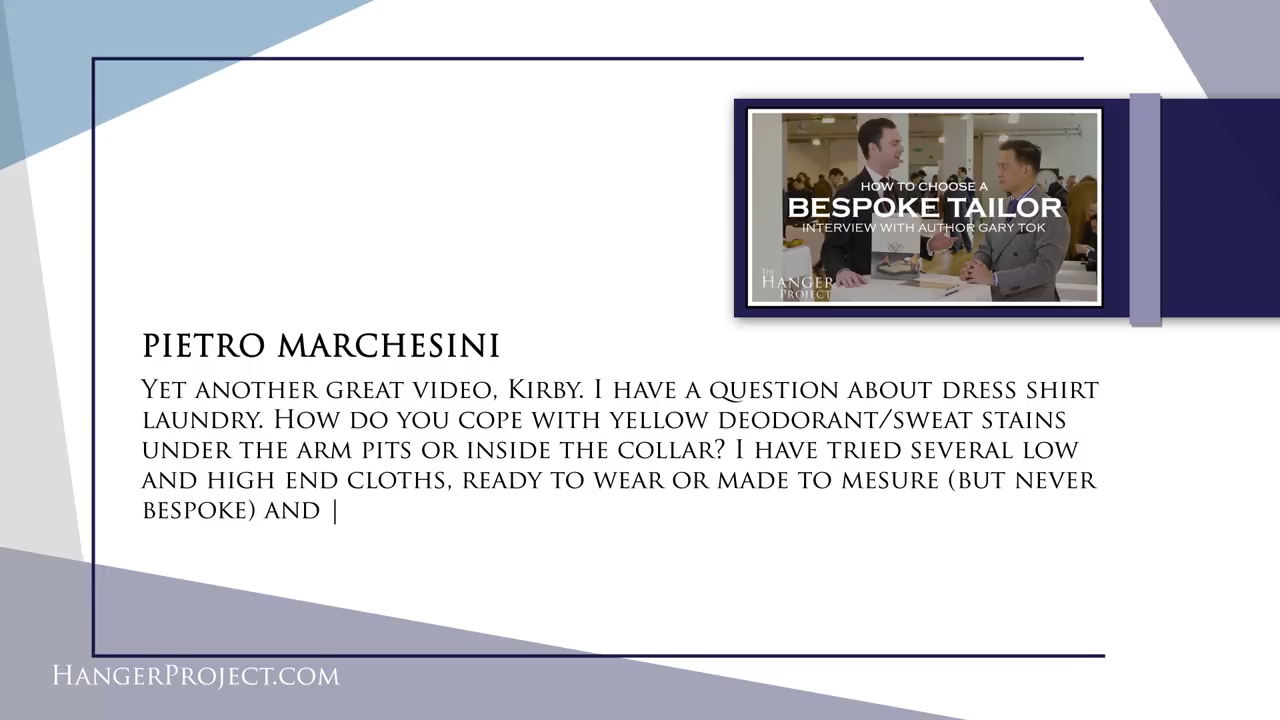 HOW TO CHOOSE A
BESPOKE TAILOR
INTERVIEW WITH AUTHOR GARY TOK
THE
HANGER
PROJECT
PIETRO MARCHESINI
YET ANOTHER GREAT VIDEO, KIRBY. I HAVE A QUESTION ABOUT DRESS SHIRT
LAUNDRY. HOW DO YOU COPE WITH YELLOW DEODORANT/SWEAT STAINS
UNDER THE ARM PITS OR INSIDE THE COLLAR? I HAVE TRIED SEVERAL LOW
AND HIGH END CLOTHS, READY TO WEAR OR MADE TO MESURE (BUT NEVER
BESPOKE) AND |
HANGERPROJECT.COM